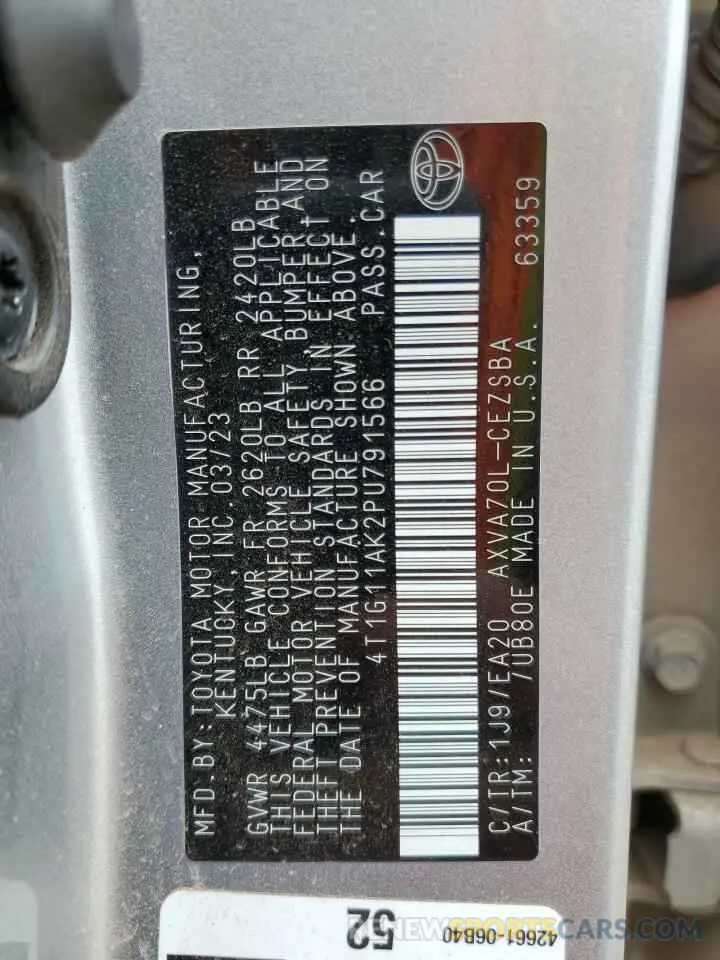 MFD.BY:TOYOTA MOTOR MANUFACTURING,
KENTUCKY, INC. 03/23
GVWR 4475LB GAWR FR 2620LB RR 2420LB
THIS VEHICLE CONFORMS TO ALL APPLICABLE
FEDERAL MOTOR VEHICLE SAFETY, BUMPER, AND
THEFT PREVENTION STANDARDS IN EFFECT ON
THE DATE OF MANUFACTURE SHOWN ABOVE.
4T1G11AK2PU791566 PASS.CAR
C/TR:1J9/EA20 AXVA70L-CEZSBA
A/TM: /UB80E MADE IN U.S.A. 63359
52
42661-06B40
RENEWSPORTSCARS.COM